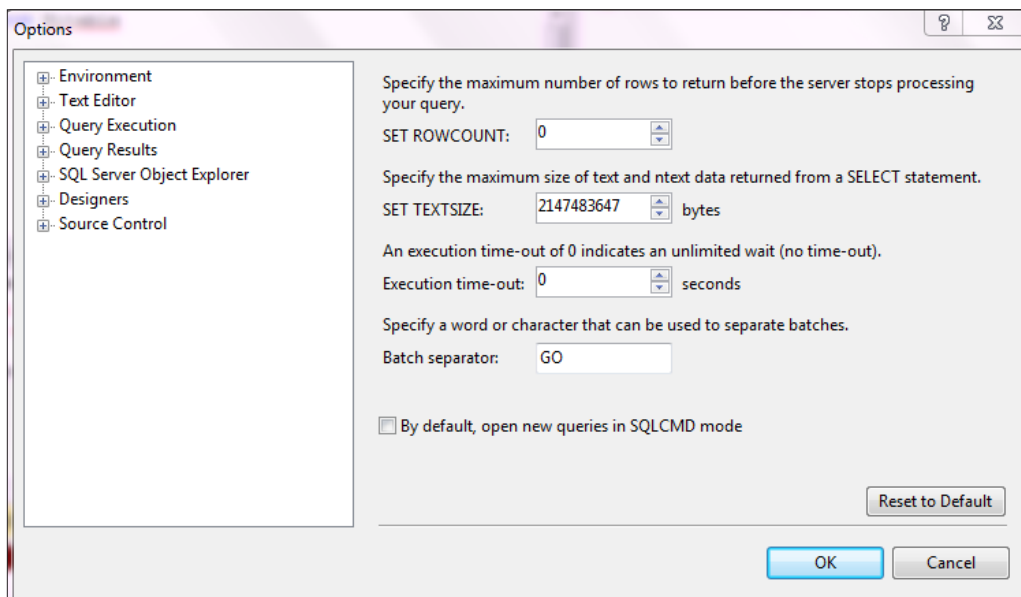 Options
Environment
Text Editor
Query Execution
Query Results
SQL Server Object Explorer
Designers
Source Control
Specify the maximum number of rows to return before the server stops processing
your query.
SET ROWCOUNT: 0
Specify the maximum size of text and ntext data returned from a SELECT statement.
SET TEXTSIZE: 2147483647 bytes
An execution time-out of 0 indicates an unlimited wait (no time-out).
Execution time-out: 0 seconds
Specify a word or character that can be used to separate batches.
Batch separator: GO
By default, open new queries in SQLCMD mode
Reset to Default
OK Cancel